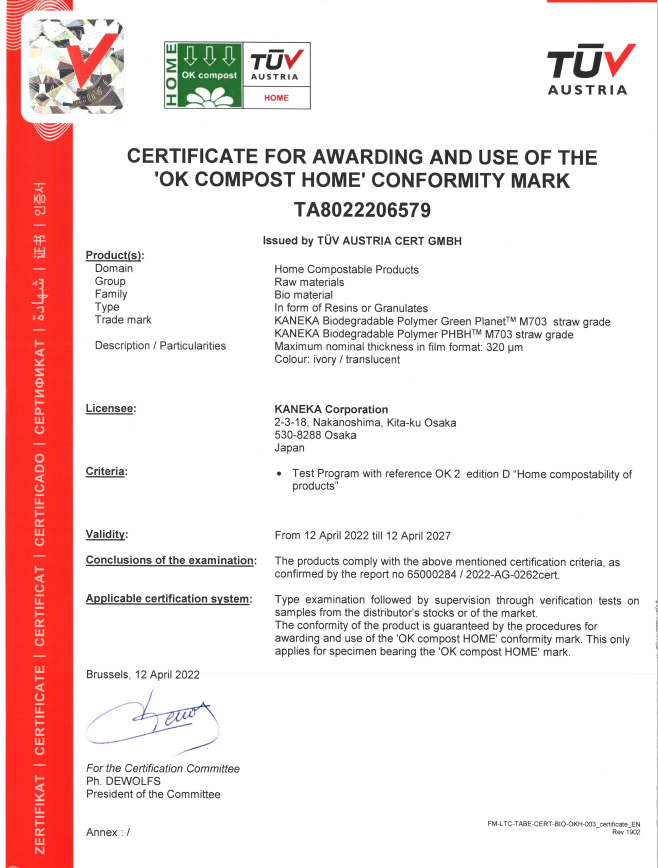 HOME
OK compost
TÜV
AUSTRIA
HOME
TÜV
AUSTRIA
CERTIFICATE FOR AWARDING AND USE OF THE
'OK COMPOST HOME' CONFORMITY MARK
TA8022206579
Issued by TÜV AUSTRIA CERT GMBH
Product(s):
Domain Home Compostable Products
Group Raw materials
Family Bio material
Type In form of Resins or Granulates
Trade mark KANEKA Biodegradable Polymer Green Planet™ M703 straw grade
KANEKA Biodegradable Polymer PHBH™ M703 straw grade
Description / Particularities Maximum nominal thickness in film format: 320 µm
Colour: ivory / translucent
Licensee: KANEKA Corporation
2-3-18, Nakanoshima, Kita-ku Osaka
530-8288 Osaka
Japan
Criteria: • Test Program with reference OK 2 edition D “Home compostability of
products”
Validity: From 12 April 2022 till 12 April 2027
Conclusions of the examination: The products comply with the above mentioned certification criteria, as
confirmed by the report no 65000284 / 2022-AG-0262cert.
Applicable certification system: Type examination followed by supervision through verification tests on
samples from the distributor's stocks or of the market.
The conformity of the product is guaranteed by the procedures for
awarding and use of the 'OK compost HOME' conformity mark. This only
applies for specimen bearing the 'OK compost HOME' mark.
Brussels, 12 April 2022
For the Certification Committee
Ph. DEWOLFS
President of the Committee
Annex : /
FM-LTC-TABE-CERT-BIO-OKH-003_certificate_EN
Rev 1902
ZERTIFIKAT | CERTIFICATE | CERTIFICAT | CERTIFICADO | СЕРТИФИКАТ | شهادة | 证书 | 인증서